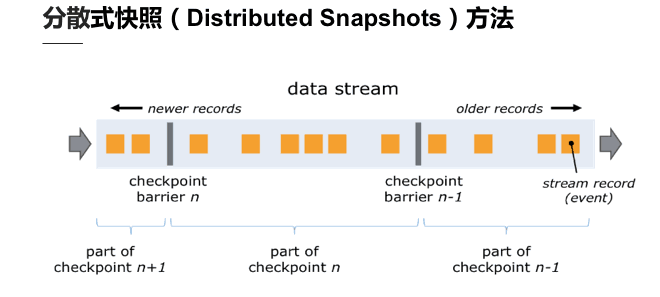 分散式快照（Distributed Snapshots）方法
data stream
newer records
older records
checkpoint
barrier n
checkpoint
barrier n-1
stream record
(event)
part of
checkpoint n+1
part of
checkpoint n
part of
checkpoint n-1